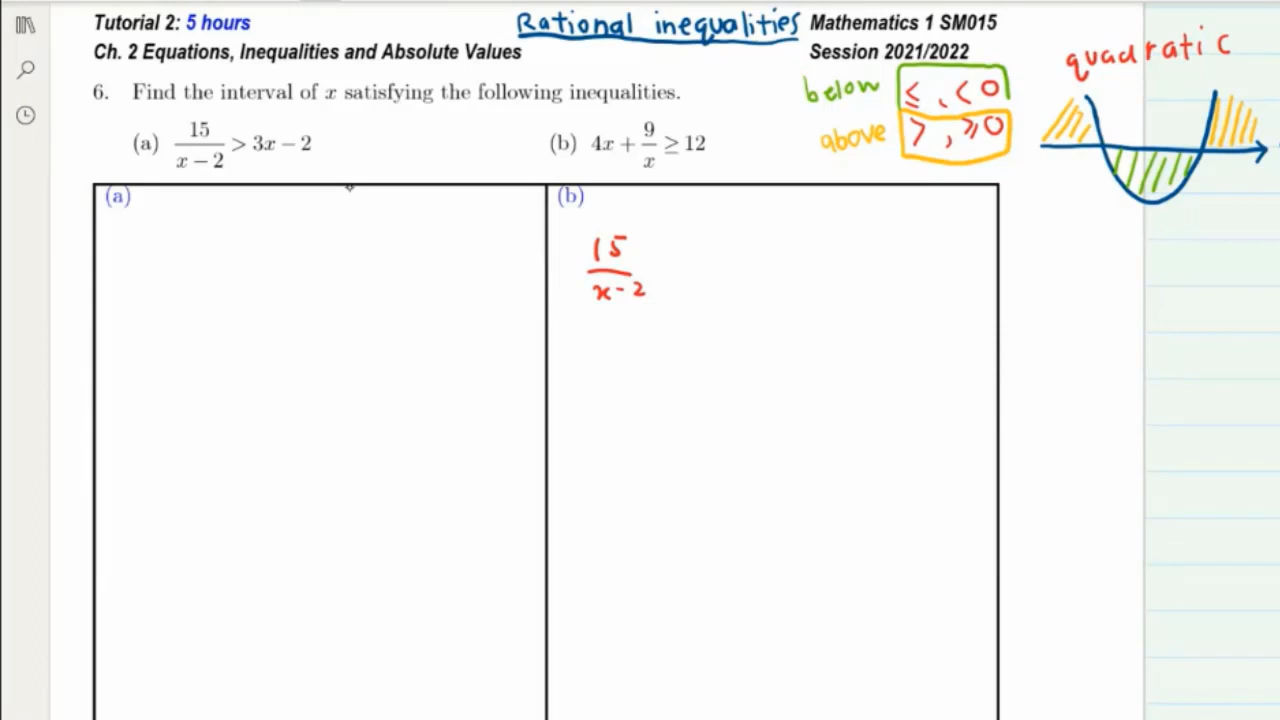 Tutorial 2: 5 hours
Rational inequalities
Mathematics 1 SM015
Ch. 2 Equations, Inequalities and Absolute Values
Session 2021/2022
quadratic
6. Find the interval of x satisfying the following inequalities.
below ≤ , < 0
above > , ≥ 0
(a) 15/(x − 2) > 3x − 2
(b) 4x + 9/x ≥ 12
(a)
(b)
15
x - 2